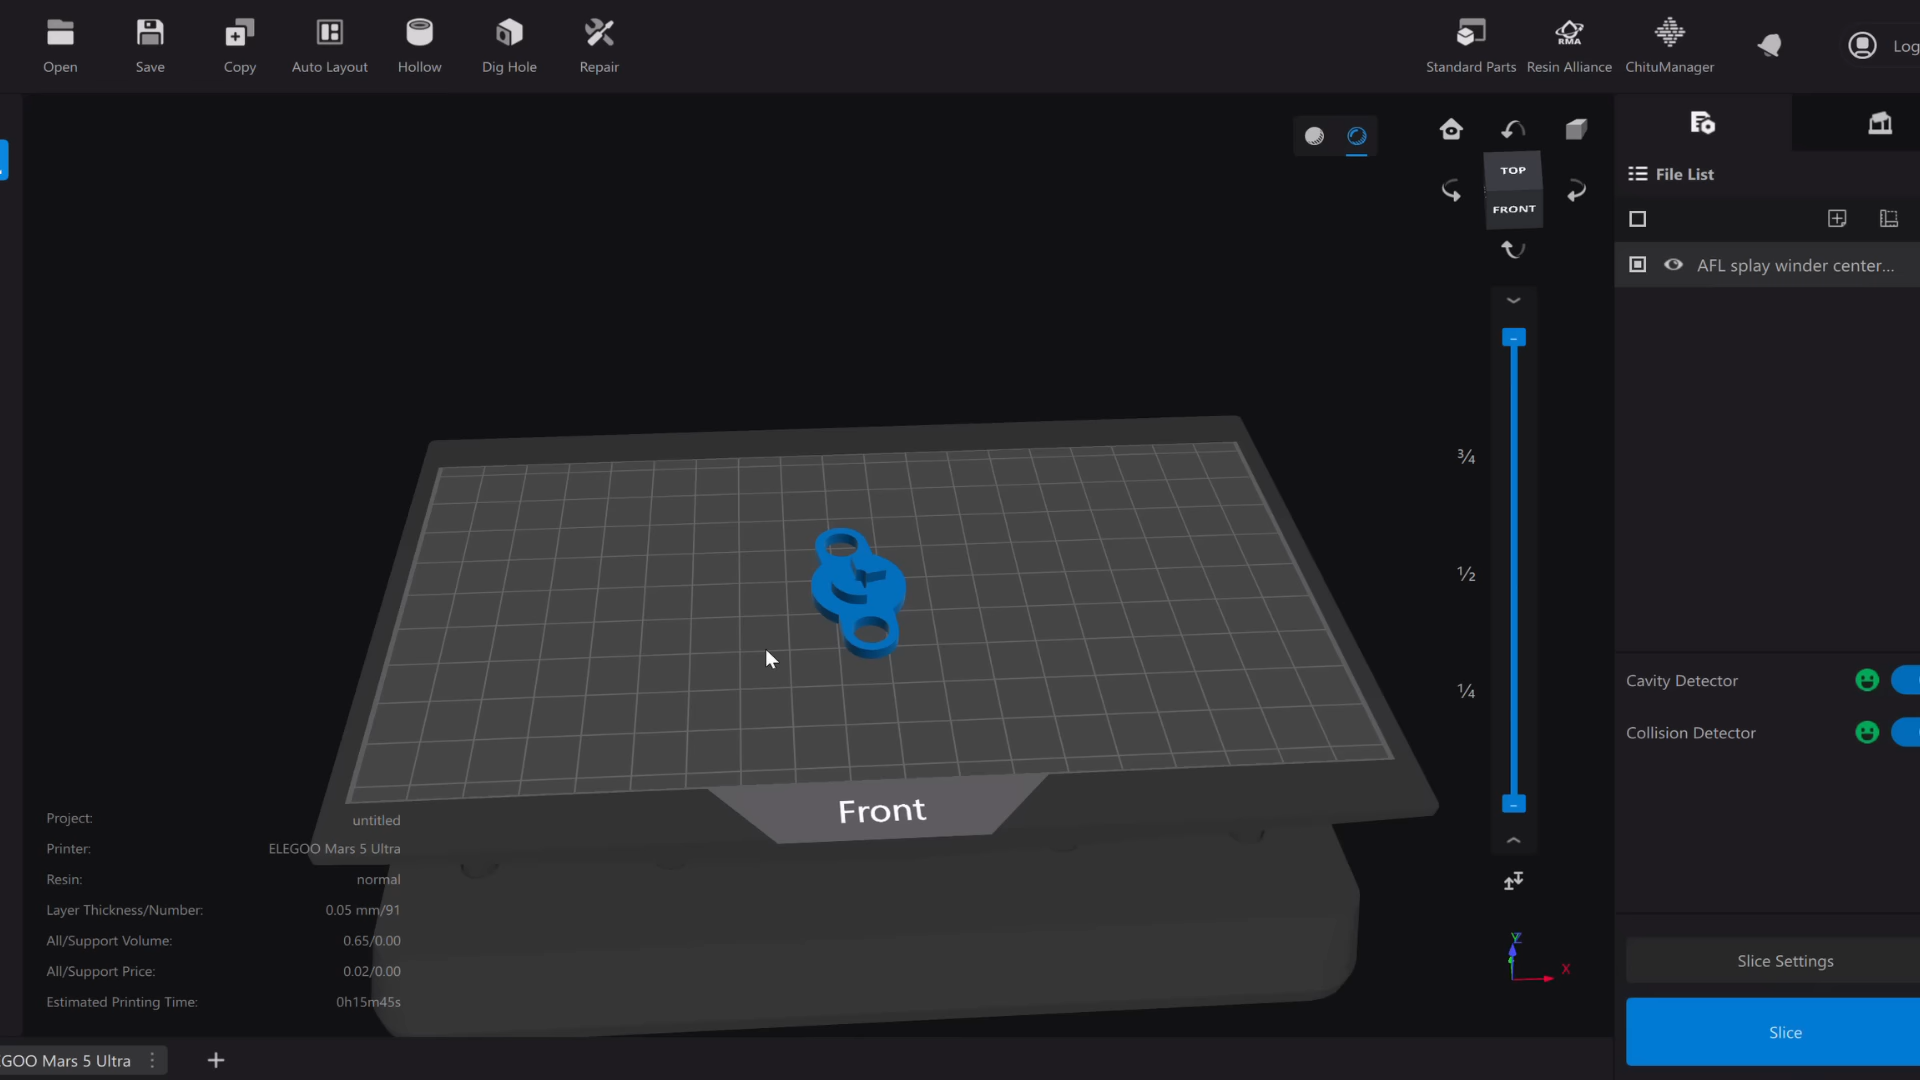 Open Save Copy Auto Layout Hollow Dig Hole Repair Standard Parts Resin Alliance ChituManager Log
RMA
TOP
FRONT
File List
AFL splay winder center...
¾
½
¼
Cavity Detector
Collision Detector
Front
Project: untitled
Printer: ELEGOO Mars 5 Ultra
Resin: normal
Layer Thickness/Number: 0.05 mm/91
All/Support Volume: 0.65/0.00
All/Support Price: 0.02/0.00
Estimated Printing Time: 0h15m45s
X
Slice Settings
Slice
EGOO Mars 5 Ultra